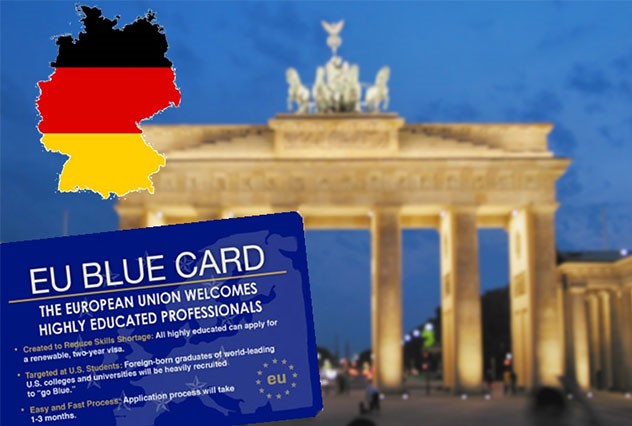 EU BLUE CARD
THE EUROPEAN UNION WELCOMES
HIGHLY EDUCATED PROFESSIONALS
• Created to Reduse Skills Shortage: All highly educated can apply for
a renewable, two-year visa.
• Targeted at U.S. Students: Foreign-born graduates of world-leading
U.S. colleges and universities will be heavily recruited
to "go Blue."
• Easy and Fast Process: Application process will take
1-3 months.
eu